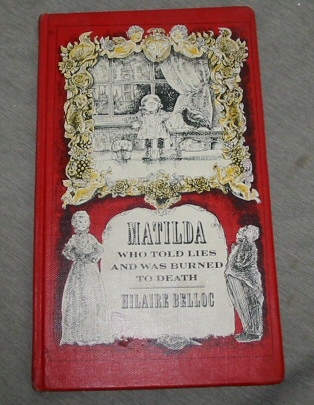 MATILDA
WHO TOLD LIES
AND WAS BURNED
TO DEATH
HILAIRE BELLOC